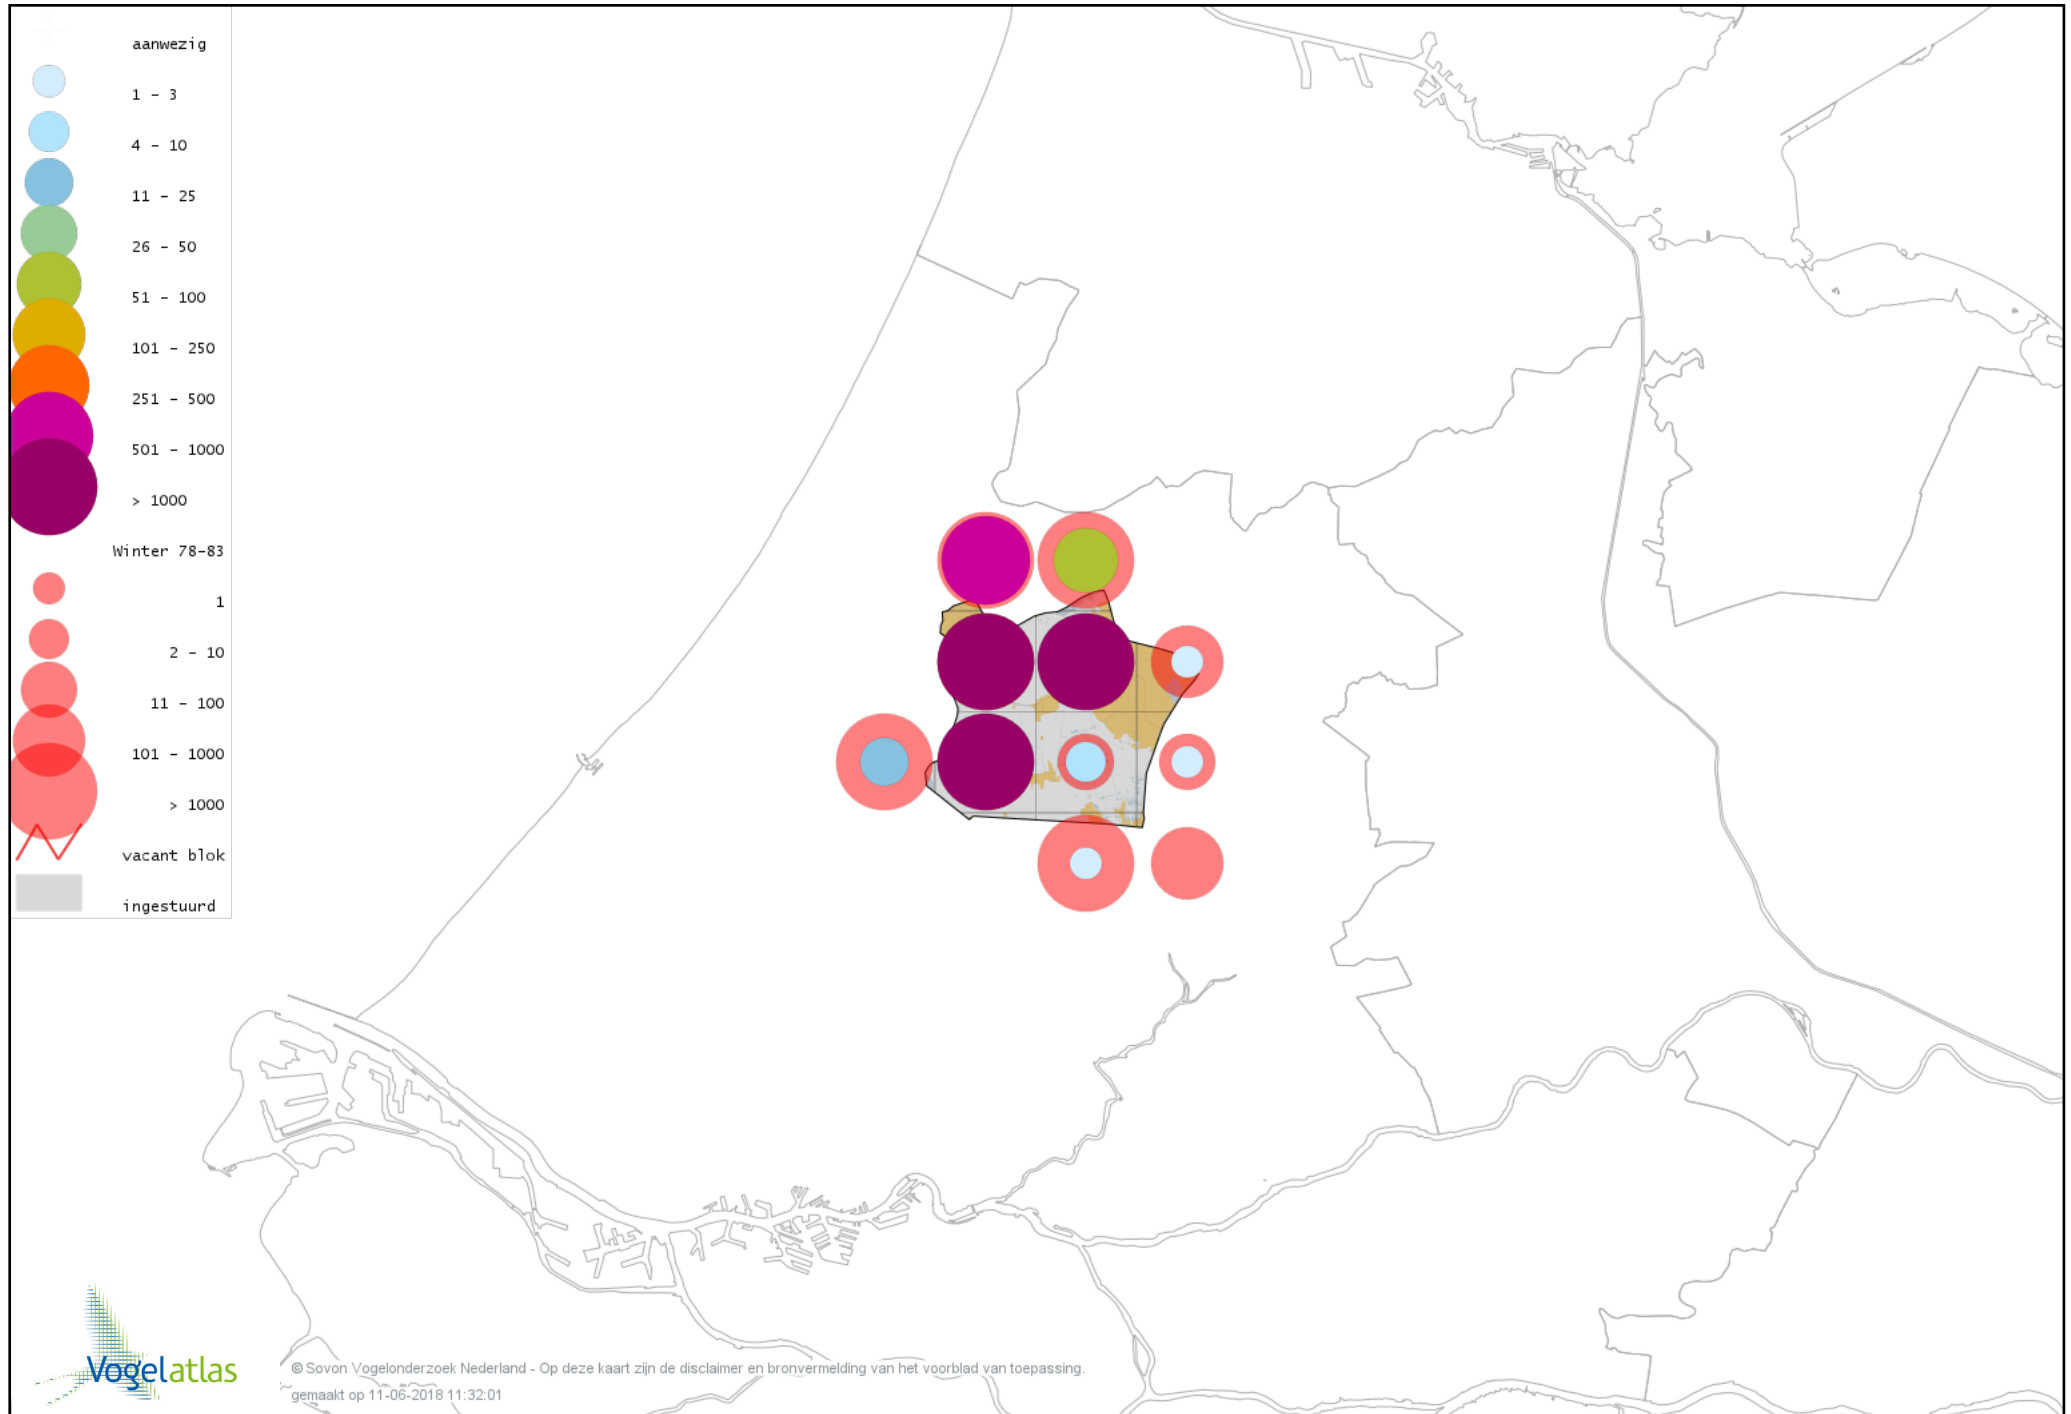 aanwezig
1 - 3
4 - 10
11 - 25
26 - 50
51 - 100
101 - 250
251 - 500
501 - 1000
> 1000
Winter 78-83
1
2 - 10
11 - 100
101 - 1000
> 1000
vacant blok
ingestuurd
Vogelatlas
© Sovon Vogelonderzoek Nederland - Op deze kaart zijn de disclaimer en bronvermelding van het voorblad van toepassing.
gemaakt op 11-06-2018 11:32:01